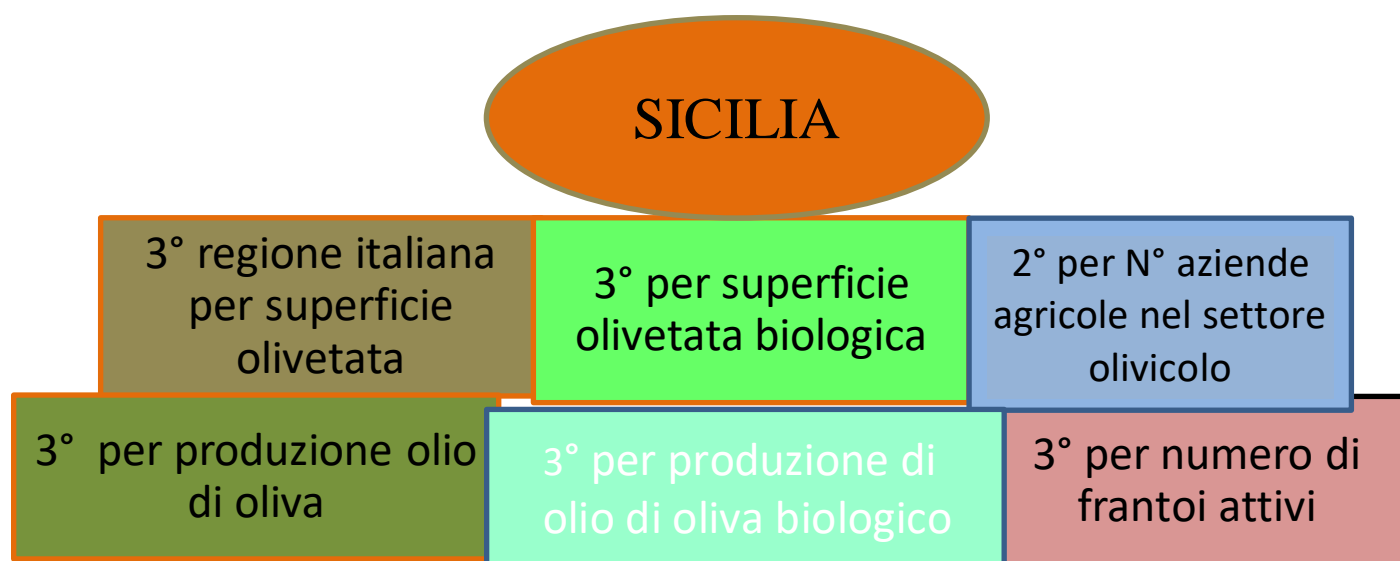 SICILIA
3° regione italiana
per superficie
olivetata
3° per superficie
olivetata biologica
2° per N° aziende
agricole nel settore
olivicolo
3° per produzione olio
di oliva
3° per produzione di
olio di oliva biologico
3° per numero di
frantoi attivi